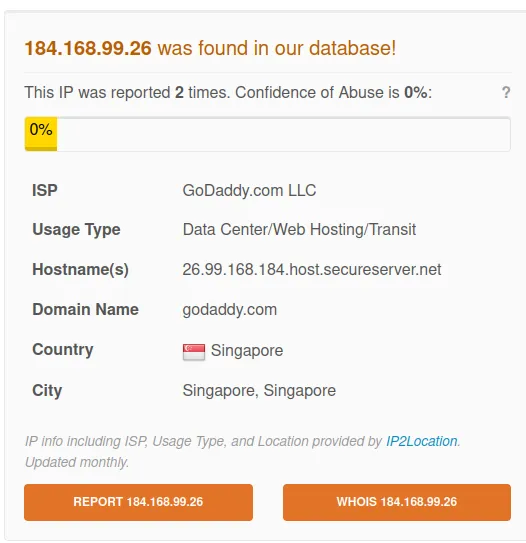 184.168.99.26 was found in our database!
This IP was reported 2 times. Confidence of Abuse is 0%: ?
0%
ISP GoDaddy.com LLC
Usage Type Data Center/Web Hosting/Transit
Hostname(s) 26.99.168.184.host.secureserver.net
Domain Name godaddy.com
Country Singapore
City Singapore, Singapore
IP info including ISP, Usage Type, and Location provided by IP2Location.
Updated monthly.
REPORT 184.168.99.26 WHOIS 184.168.99.26